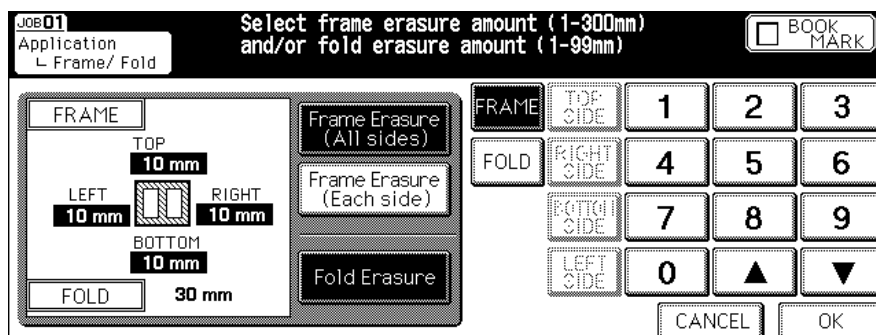 JOB01
Application
Frame/ Fold
Select frame erasure amount (1-300mm)
and/or fold erasure amount (1-99mm)
BOOK
MARK
FRAME
TOP
10 mm
LEFT
10 mm
RIGHT
10 mm
BOTTOM
10 mm
FOLD
30 mm
Frame Erasure
(All sides)
Frame Erasure
(Each side)
Fold Erasure
FRAME
FOLD
TOP
SIDE
RIGHT
SIDE
BOTTOM
SIDE
LEFT
SIDE
1 2 3
4 5 6
7 8 9
0 ▲ ▼
CANCEL
OK